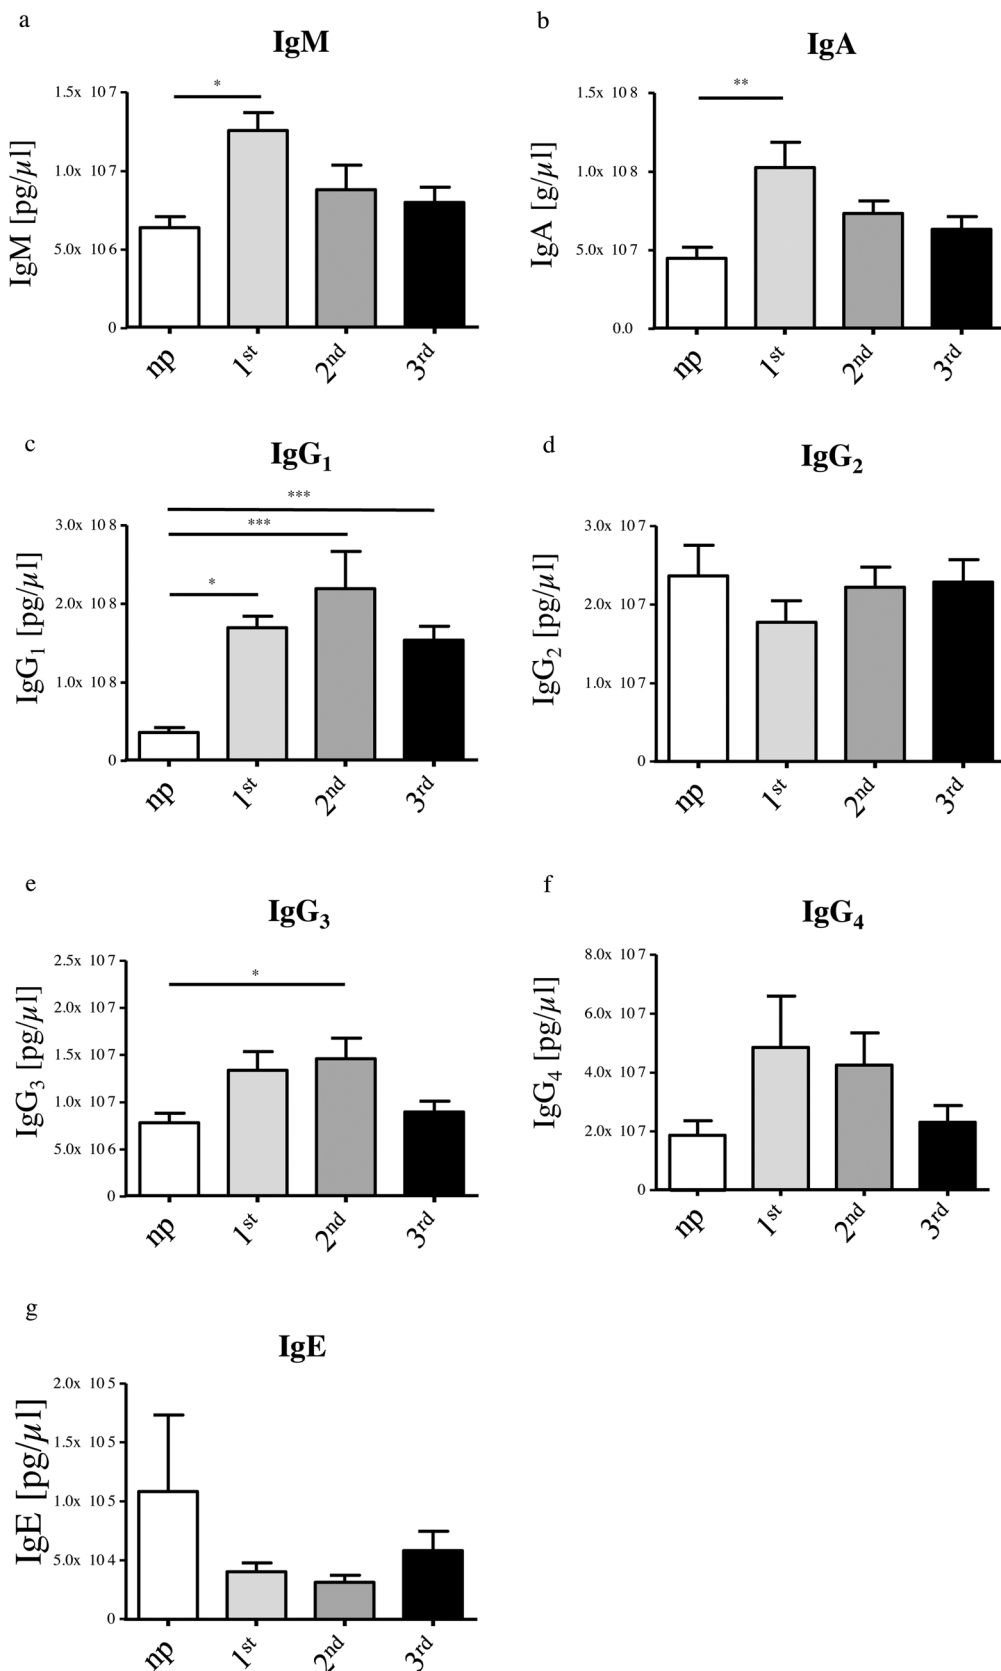 a
IgM
*
IgM [pg/µl]
1.5x 10 7
1.0x 10 7
5.0x 10 6
0
np
1st
2nd
3rd
b
IgA
**
IgA [g/µl]
1.5x 10 8
1.0x 10 8
5.0x 10 7
0.0
np
1st
2nd
3rd
c
IgG1
***
***
*
IgG1 [pg/µl]
3.0x 10 8
2.0x 10 8
1.0x 10 8
0
np
1st
2nd
3rd
d
IgG2
IgG2 [pg/µl]
3.0x 10 7
2.0x 10 7
1.0x 10 7
0
np
1st
2nd
3rd
e
IgG3
*
IgG3 [pg/µl]
2.5x 10 7
2.0x 10 7
1.5x 10 7
1.0x 10 7
5.0x 10 6
0
np
1st
2nd
3rd
f
IgG4
IgG4 [pg/µl]
8.0x 10 7
6.0x 10 7
4.0x 10 7
2.0x 10 7
0
np
1st
2nd
3rd
g
IgE
IgE [pg/µl]
2.0x 10 5
1.5x 10 5
1.0x 10 5
5.0x 10 4
0
np
1st
2nd
3rd